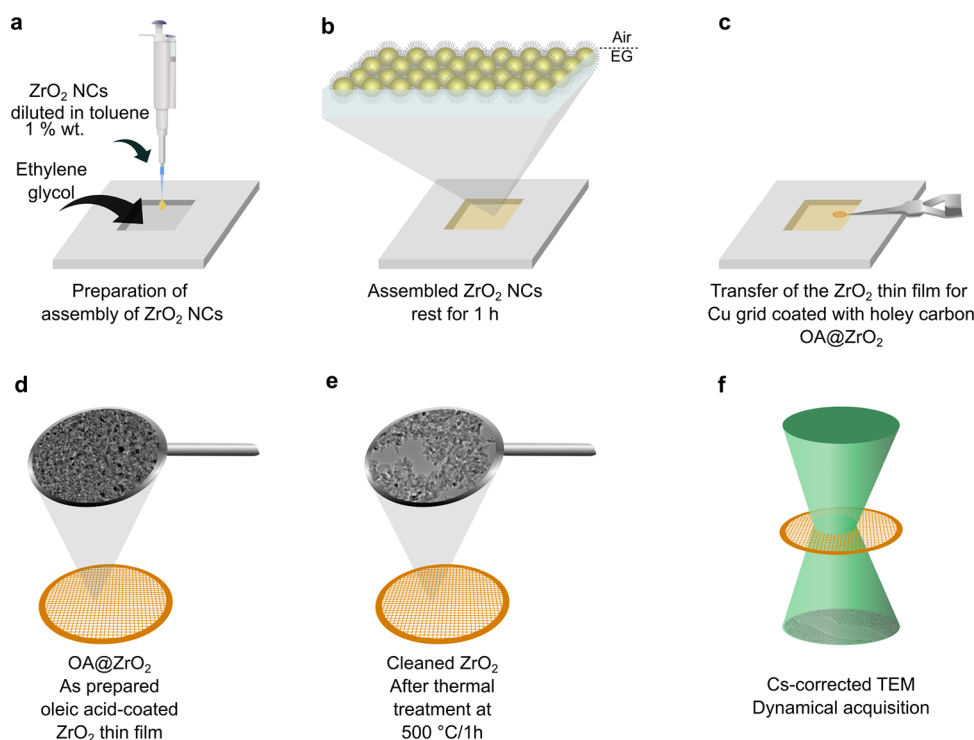 a
ZrO₂ NCs
diluted in toluene
1 % wt.
Ethylene
glycol
Preparation of
assembly of ZrO₂ NCs
b
Air
EG
Assembled ZrO₂ NCs
rest for 1 h
c
Transfer of the ZrO₂ thin film for
Cu grid coated with holey carbon
OA@ZrO₂
d
OA@ZrO₂
As prepared
oleic acid-coated
ZrO₂ thin film
e
Cleaned ZrO₂
After thermal
treatment at
500 °C/1h
f
Cs-corrected TEM
Dynamical acquisition